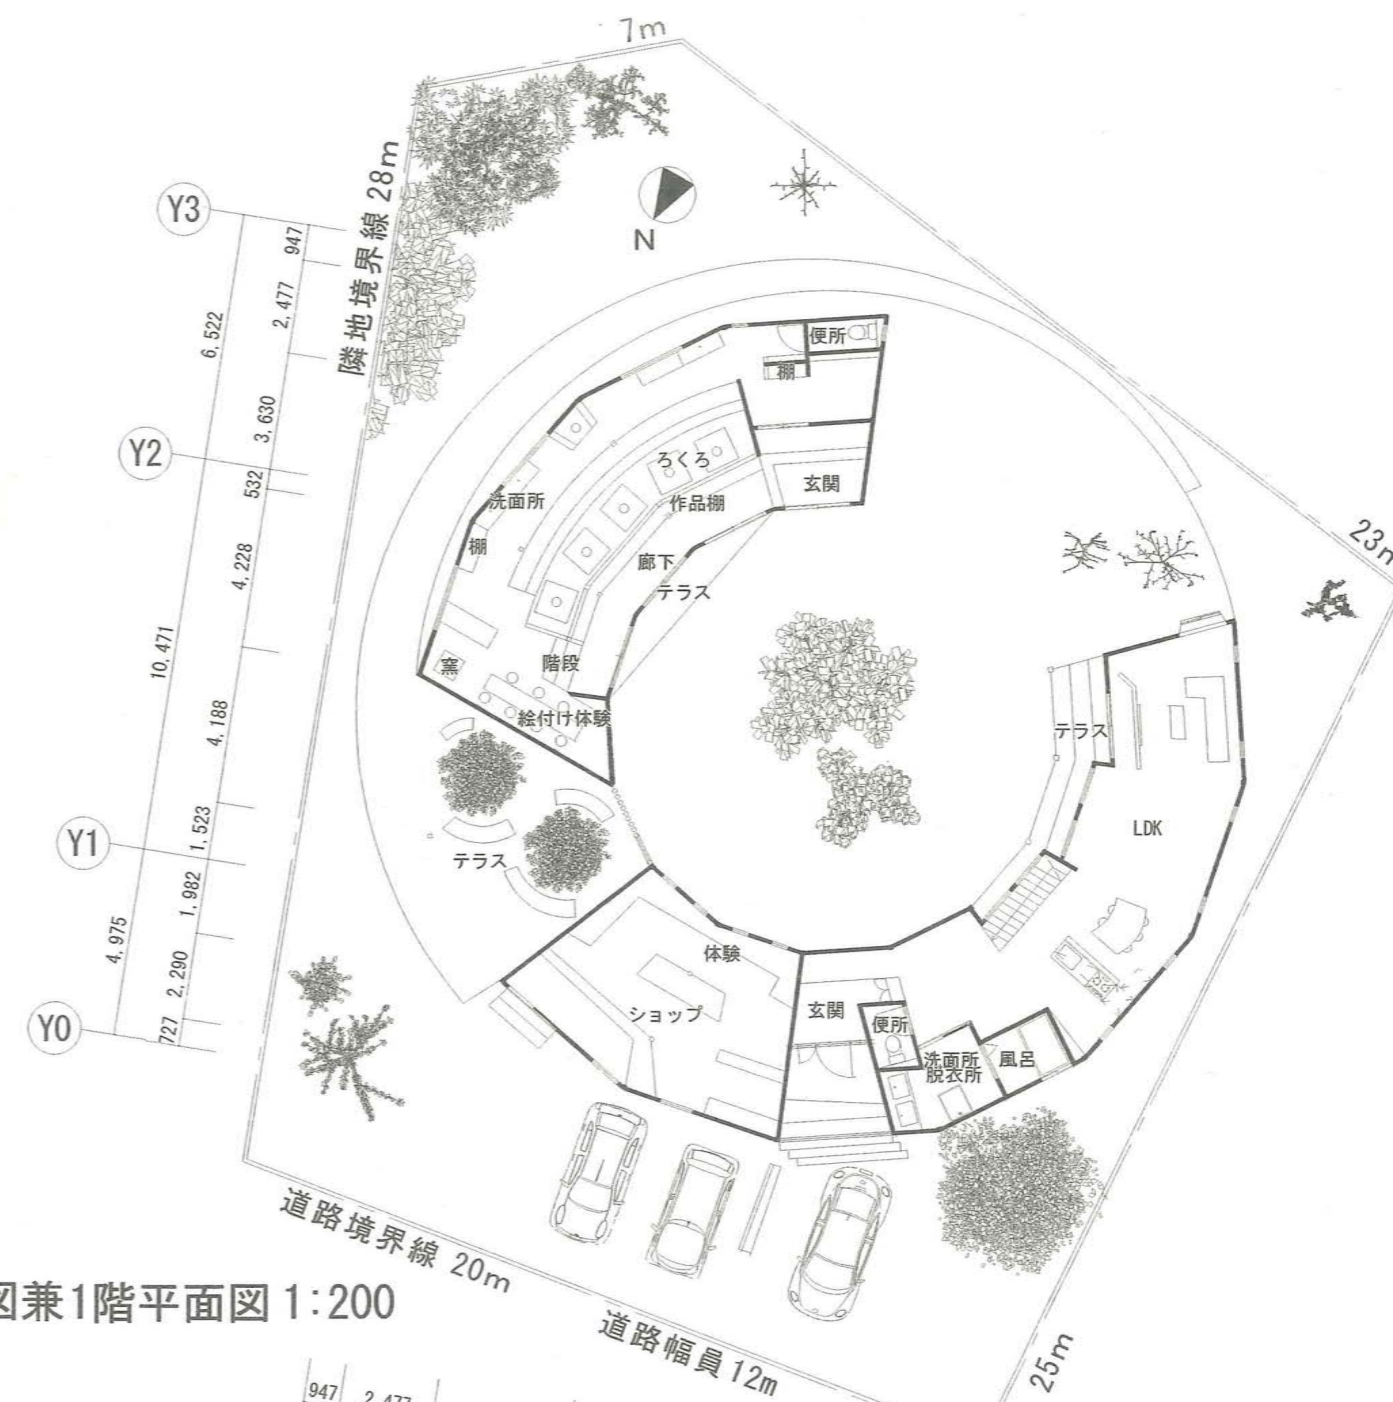 7m
隣地境界線 28m
N
Y3
947
2,477
6,522
3,630
Y2
532
4,228
10,471
4,188
1,523
Y1
1,982
4,975
2,290
Y0
727
便所
棚
ろくろ
玄関
洗面所
作品棚
棚
廊下
テラス
窯
階段
絵付け体験
テラス
23m
テラス
LDK
体験
ショップ
玄関
便所
洗面所
脱衣所
風呂
道路境界線 20m
図兼1階平面図 1:200
道路幅員 12m
25m
947
2,477